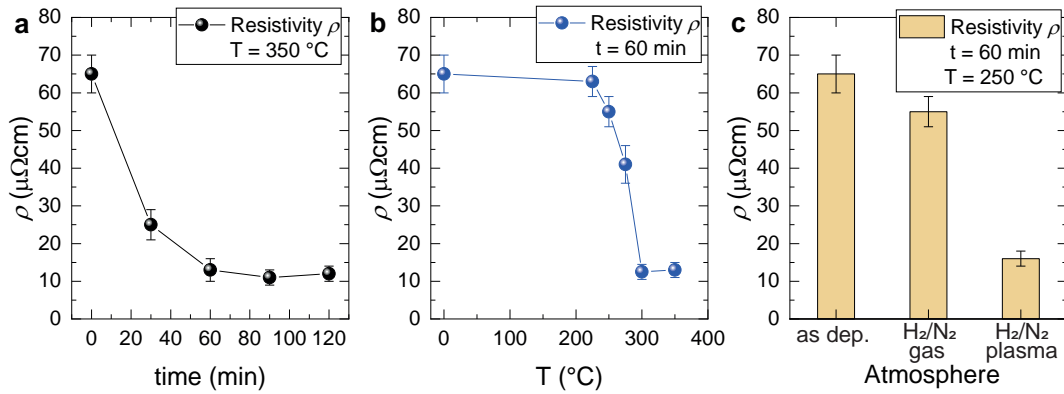 a
Resistivity ρ
T = 350 °C
80
70
60
50
40
30
20
10
0
ρ (μΩcm)
0 20 40 60 80 100 120
time (min)
b
Resistivity ρ
t = 60 min
80
70
60
50
40
30
20
10
0
ρ (μΩcm)
0 100 200 300 400
T (°C)
c
Resistivity ρ
t = 60 min
T = 250 °C
80
70
60
50
40
30
20
10
0
ρ (μΩcm)
as dep. H₂/N₂ H₂/N₂
gas plasma
Atmosphere